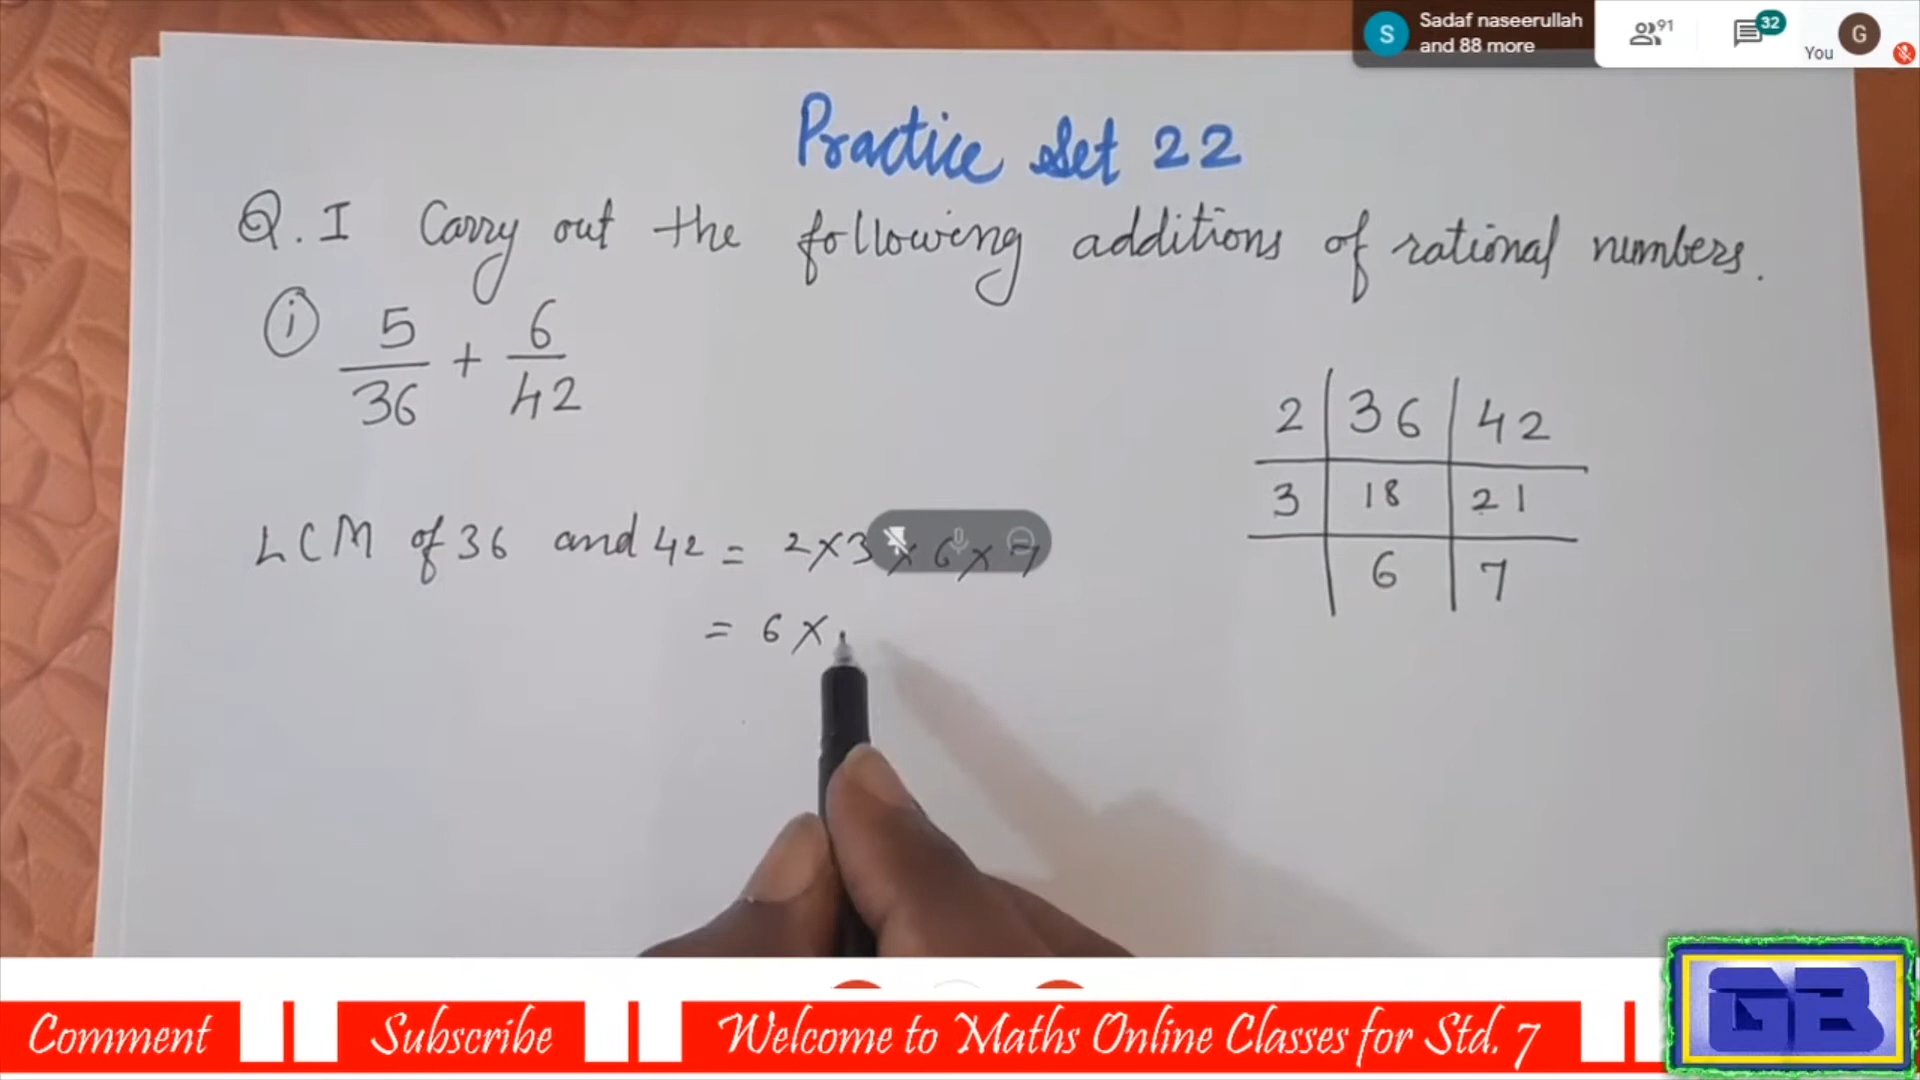 Sadaf naseerullah
and 88 more
S
91
32
You
G
Practice Set 22
Q.I Carry out the following additions of rational numbers.
i 5/36 + 6/42
2 | 36 | 42
3 | 18 | 21
6 | 7
LCM of 36 and 42 = 2×3×6×7
= 6×
Comment
Subscribe
Welcome to Maths Online Classes for Std. 7
GB